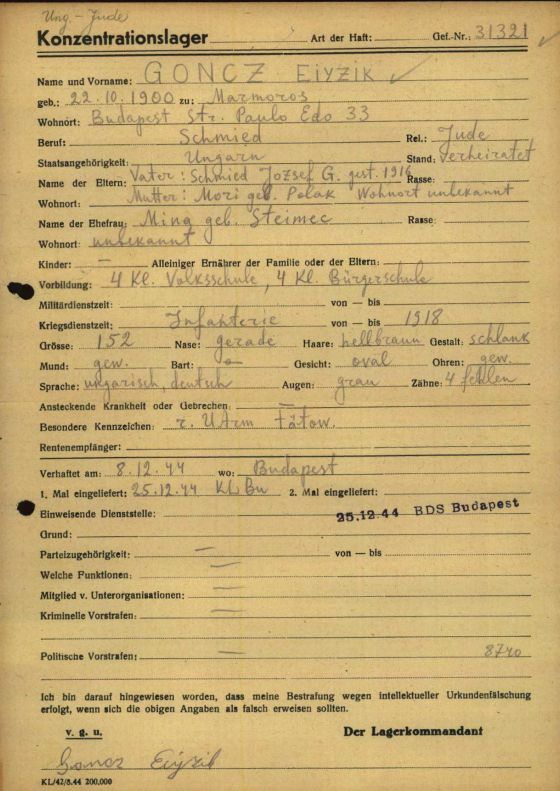 Ung. - Jude
Konzentrationslager Art der Haft: Gef.-Nr.: 31321
Name und Vorname: GONCZ Eiyzik
geb.: 22.10.1900 zu: Marmoros
Wohnort: Budapest Str. Paulo Edo 33
Beruf: Schmied Rel.: Jude
Staatsangehörigkeit: Ungarn Stand: verheiratet
Name der Eltern: Vater: Schmied Jozsef G. gest. 1916 Rasse:
Wohnort: Mutter: Mori geb. Polak Wohnort unbekannt
Name der Ehefrau: Mina geb. Steimec Rasse:
Wohnort: unbekannt
Kinder: — Alleiniger Ernährer der Familie oder der Eltern:
Vorbildung: 4 Kl. Volksschule, 4 Kl. Bürgerschule
Militärdienstzeit: von — bis
Kriegsdienstzeit: Infanterie von — bis 1918
Grösse: 152 Nase: gerade Haare: hellbraun Gestalt: schlank
Mund: gew. Bart: Gesicht: oval Ohren: gew.
Sprache: ungarisch, deutsch Augen: grau Zähne: 4 fehlen
Ansteckende Krankheit oder Gebrechen: —
Besondere Kennzeichen: r. UArm tätow.
Rentenempfänger:
Verhaftet am: 8.12.44 wo: Budapest
1. Mal eingeliefert: 25.12.44 KL Bu 2. Mal eingeliefert:
Einweisende Dienststelle: 25.12.44 BDS Budapest
Grund:
Parteizugehörigkeit: — von — bis
Welche Funktionen: —
Mitglied v. Unterorganisationen: —
Kriminelle Vorstrafen: —
Politische Vorstrafen: — 8740
Ich bin darauf hingewiesen worden, dass meine Bestrafung wegen intellektueller Urkundenfälschung
erfolgt, wenn sich die obigen Angaben als falsch erweisen sollten.
v. g. u. Der Lagerkommandant
Goncz Eiyzik
KL/42/5.44 200,000